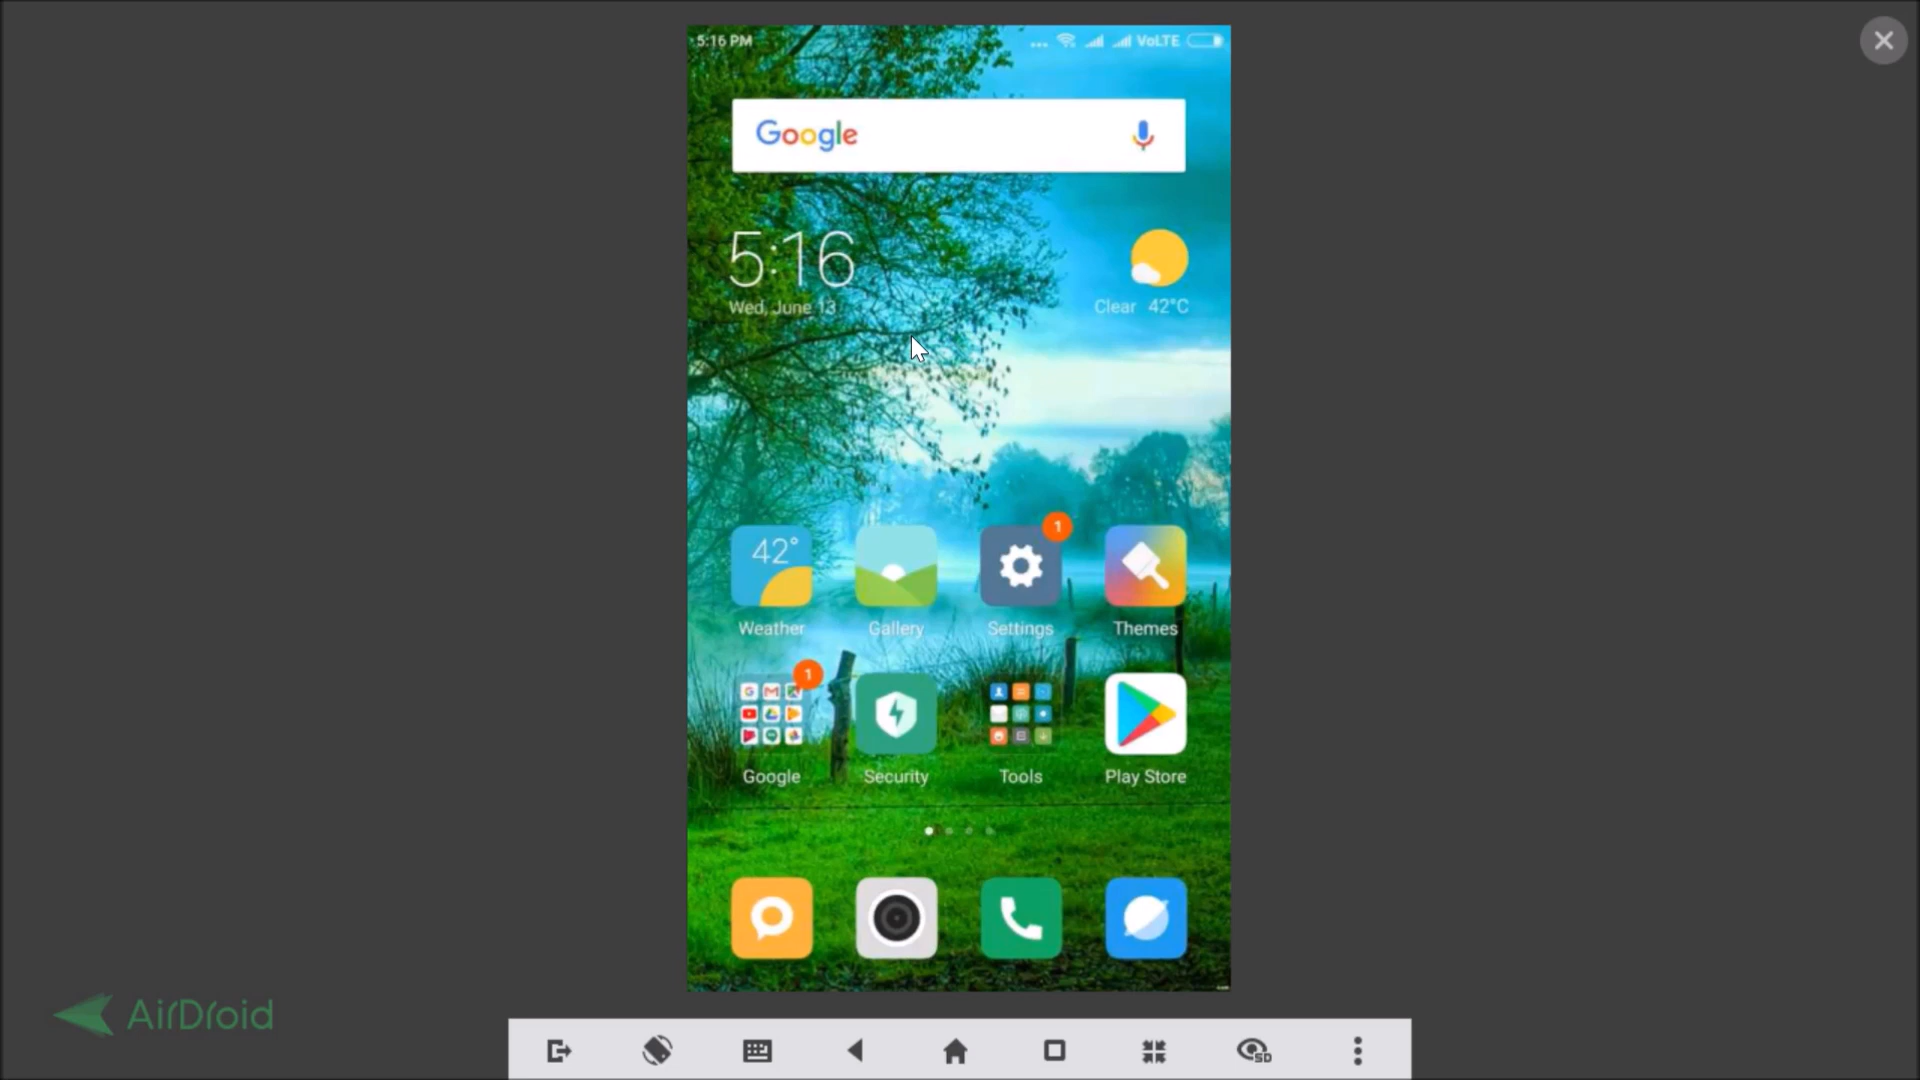 5:16 PM
VoLTE
Google
5:16
Wed, June 13
Clear 42°C
42°
1
Weather
Gallery
Settings
Themes
1
Google
Security
Tools
Play Store
AirDroid
SD